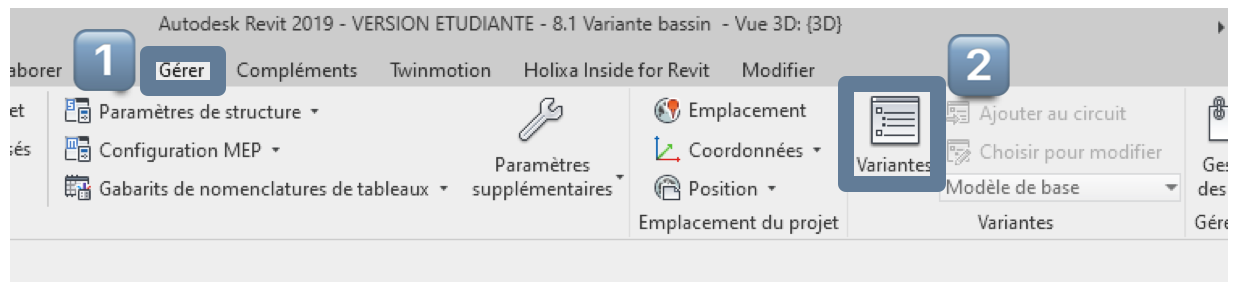 Autodesk Revit 2019 - VERSION ETUDIANTE - 8.1 Variante bassin - Vue 3D: {3D}
1
2
aborer Gérer Compléments Twinmotion Holixa Inside for Revit Modifier
et Paramètres de structure Emplacement Ajouter au circuit
sés Configuration MEP Coordonnées Choisir pour modifier
Paramètres supplémentaires Variantes Ges
Gabarits de nomenclatures de tableaux Position Modèle de base des
Emplacement du projet Variantes Gére